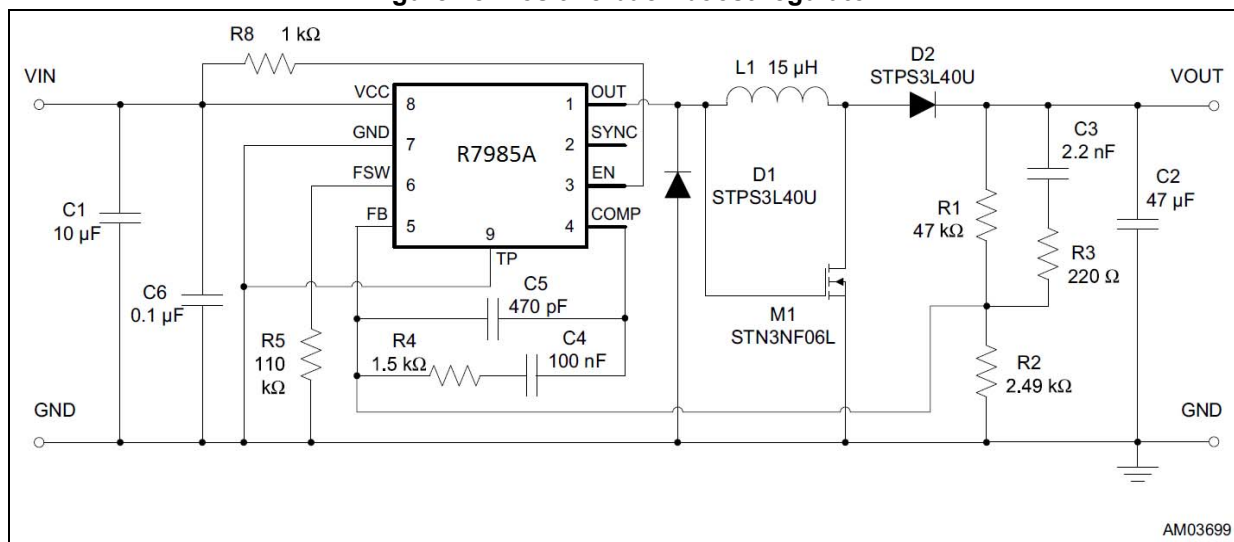 R8 1 kΩ
VIN
VCC 8
GND 7
FSW 6
FB 5
R7985A
1 OUT
2 SYNC
3 EN
4 COMP
9
TP
L1 15 µH
D2
STPS3L40U
VOUT
D1
STPS3L40U
C3
2.2 nF
C2
47 µF
R1
47 kΩ
R3
220 Ω
C1
10 µF
C6
0.1 µF
R5
110
kΩ
C5
470 pF
R4
1.5 kΩ
C4
100 nF
M1
STN3NF06L
R2
2.49 kΩ
GND
GND
AM03699